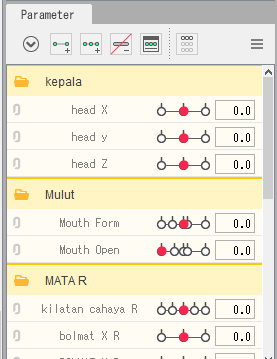 Parameter
kepala
head X 0.0
head y 0.0
head Z 0.0
Mulut
Mouth Form 0.0
Mouth Open 0.0
MATA R
kilatan cahaya R 0.0
bolmat X R 0.0